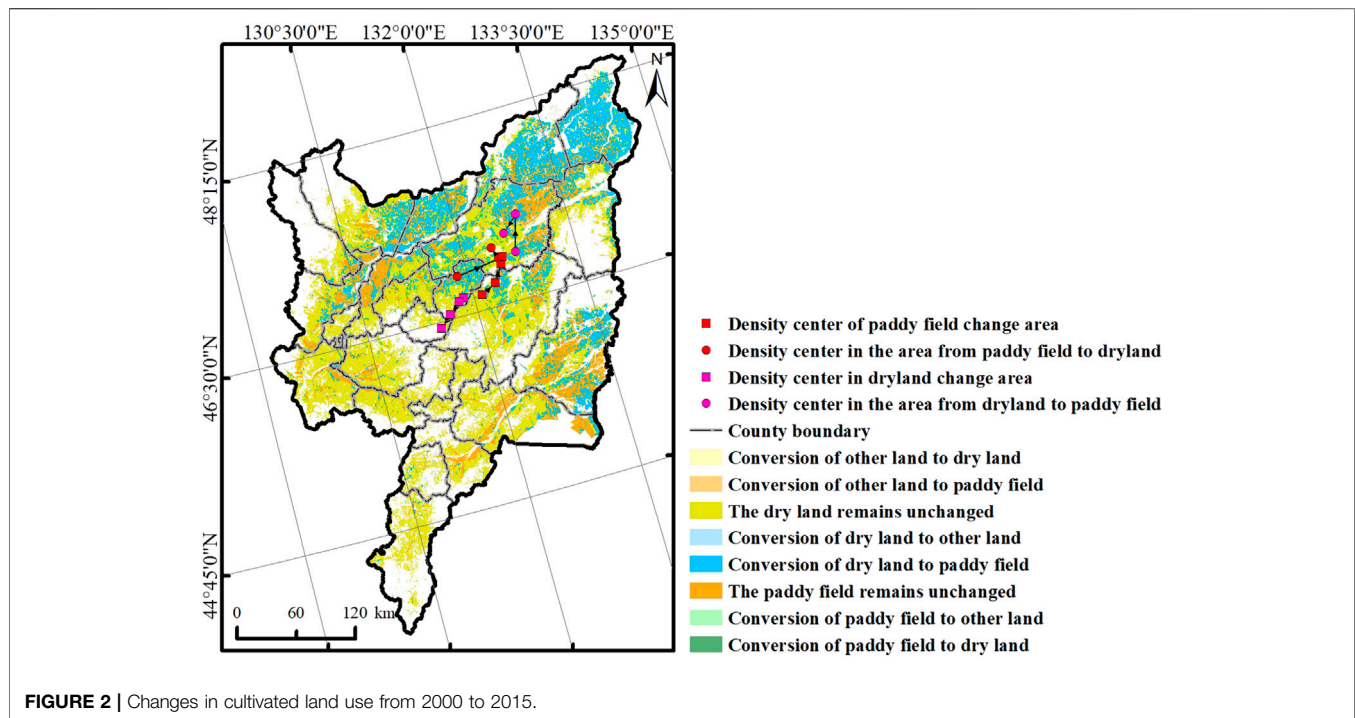 130°30'0"E 132°0'0"E 133°30'0"E 135°0'0"E
N
48°15'0"N
46°30'0"N
44°45'0"N
0 60 120 km
Density center of paddy field change area
Density center in the area from paddy field to dryland
Density center in dryland change area
Density center in the area from dryland to paddy field
County boundary
Conversion of other land to dry land
Conversion of other land to paddy field
The dry land remains unchanged
Conversion of dry land to other land
Conversion of dry land to paddy field
The paddy field remains unchanged
Conversion of paddy field to other land
Conversion of paddy field to dry land
FIGURE 2 | Changes in cultivated land use from 2000 to 2015.